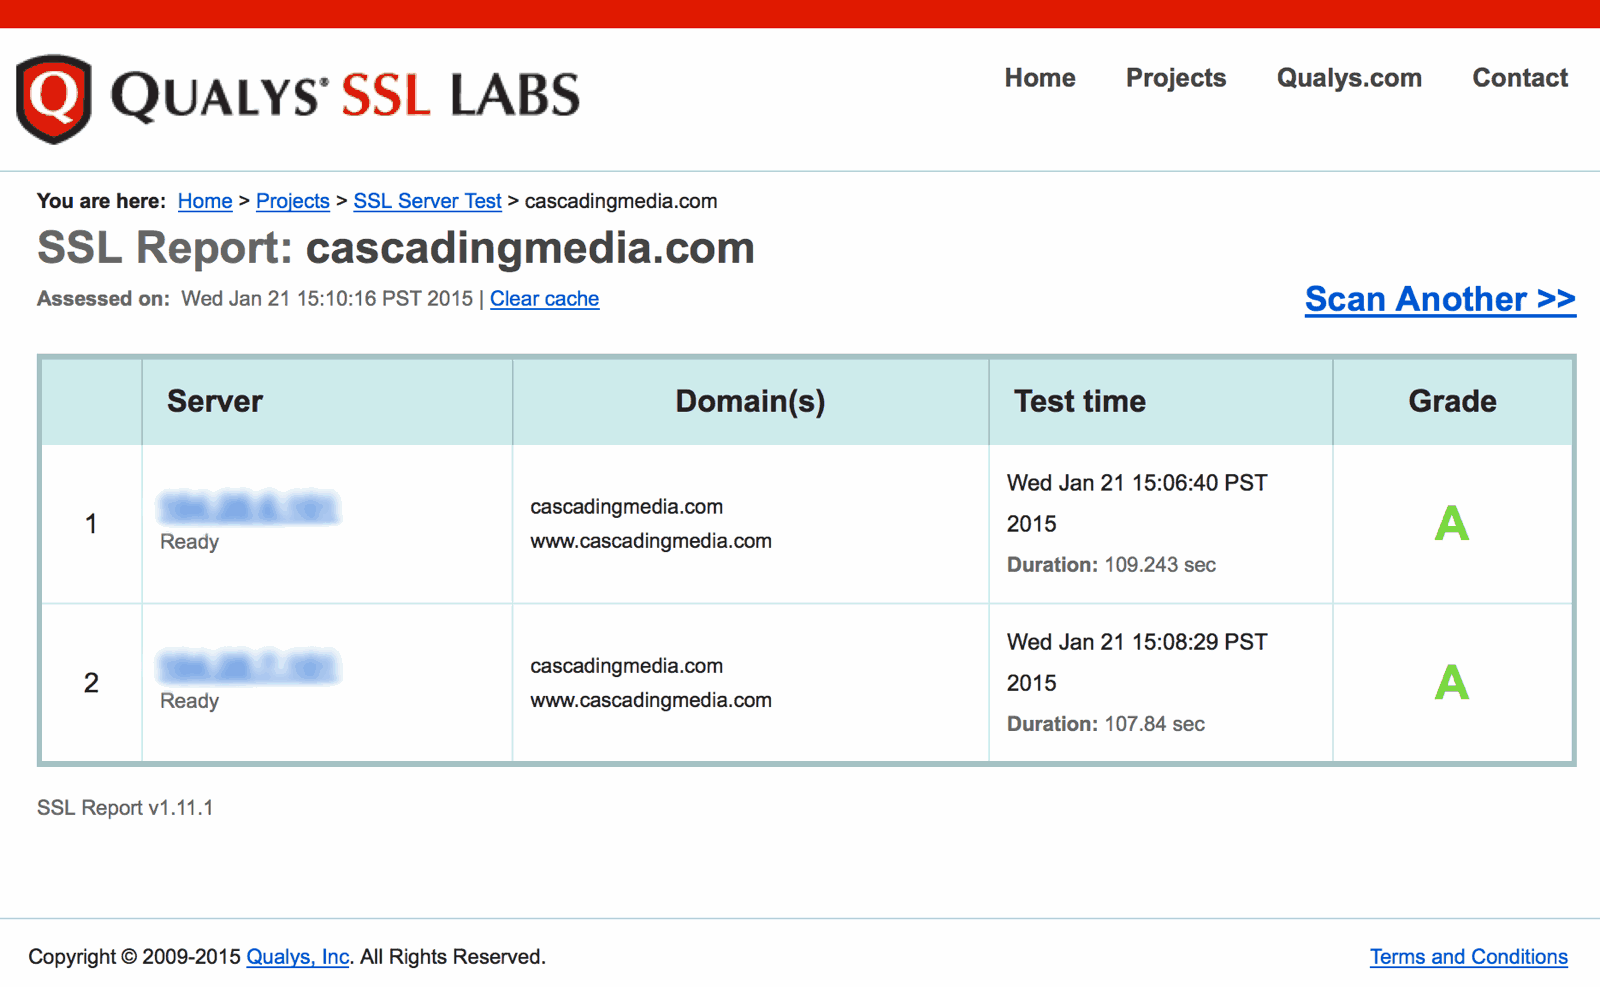 QUALYS® SSL LABS
Home Projects Qualys.com Contact
You are here: Home > Projects > SSL Server Test > cascadingmedia.com
SSL Report: cascadingmedia.com
Assessed on: Wed Jan 21 15:10:16 PST 2015 | Clear cache
Scan Another >>
Server Domain(s) Test time Grade
1
Ready
cascadingmedia.com
www.cascadingmedia.com
Wed Jan 21 15:06:40 PST
2015
Duration: 109.243 sec
A
2
Ready
cascadingmedia.com
www.cascadingmedia.com
Wed Jan 21 15:08:29 PST
2015
Duration: 107.84 sec
A
SSL Report v1.11.1
Copyright © 2009-2015 Qualys, Inc. All Rights Reserved.
Terms and Conditions